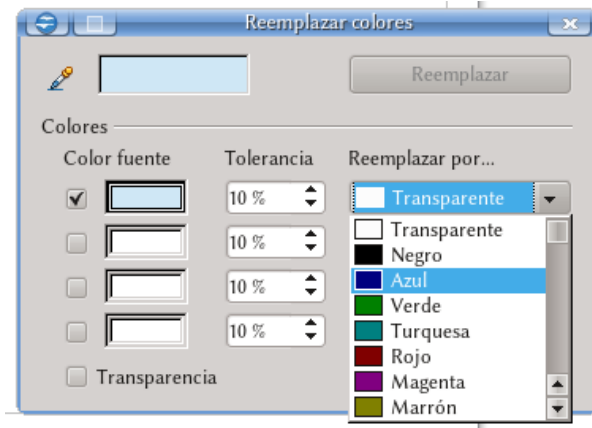 Reemplazar colores
Reemplazar
Colores
Color fuente Tolerancia Reemplazar por...
10 % Transparente
Transparente
10 % Negro
Azul
10 % Verde
Turquesa
10 % Rojo
Transparencia Magenta
Marrón